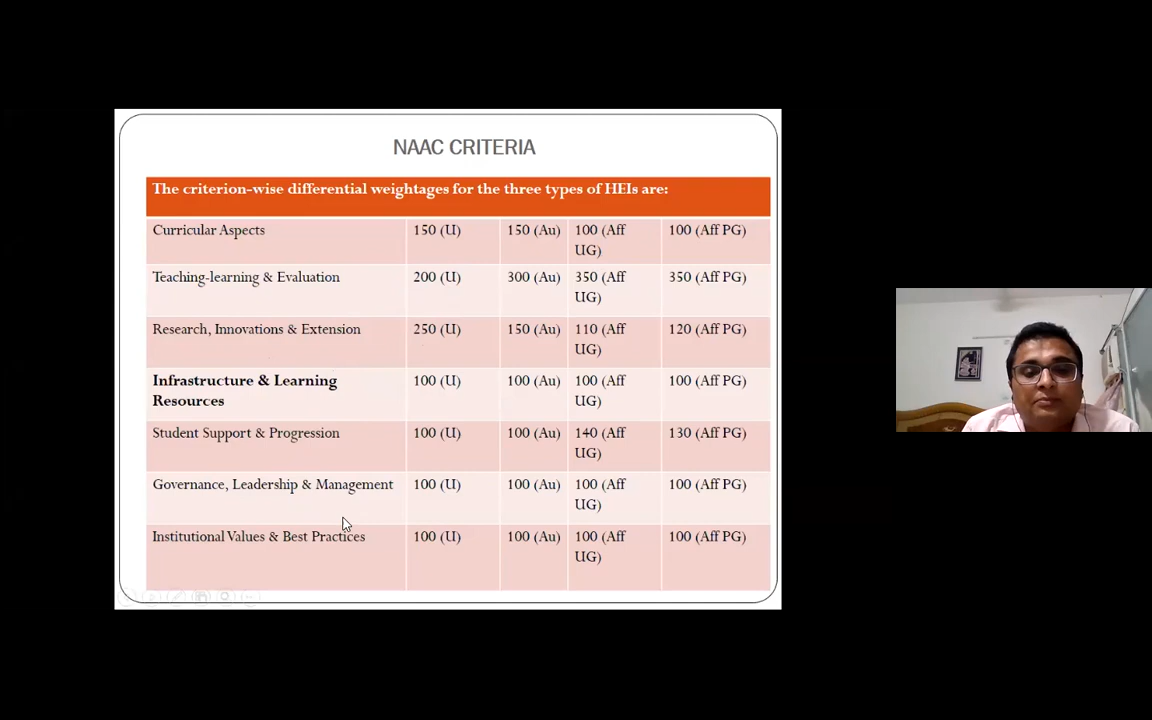 NAAC CRITERIA
The criterion-wise differential weightages for the three types of HEIs are:
Curricular Aspects 150 (U) 150 (Au) 100 (Aff UG) 100 (Aff PG)
Teaching-learning & Evaluation 200 (U) 300 (Au) 350 (Aff UG) 350 (Aff PG)
Research, Innovations & Extension 250 (U) 150 (Au) 110 (Aff UG) 120 (Aff PG)
Infrastructure & Learning Resources 100 (U) 100 (Au) 100 (Aff UG) 100 (Aff PG)
Student Support & Progression 100 (U) 100 (Au) 140 (Aff UG) 130 (Aff PG)
Governance, Leadership & Management 100 (U) 100 (Au) 100 (Aff UG) 100 (Aff PG)
Institutional Values & Best Practices 100 (U) 100 (Au) 100 (Aff UG) 100 (Aff PG)